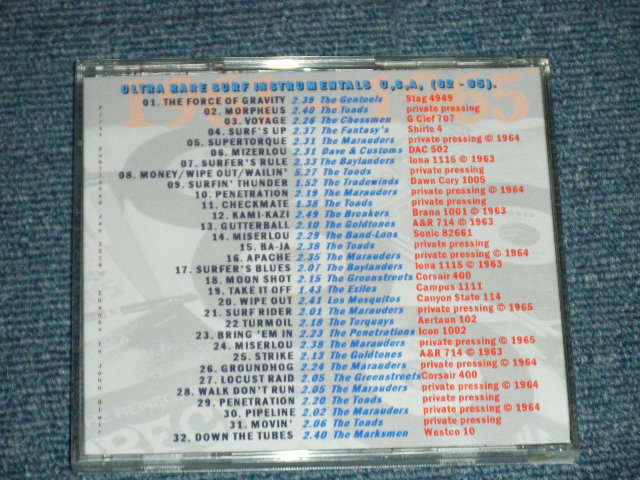 ULTRA RARE SURF INSTRUMENTALS U.S.A. (62 - 65).
01. THE FORCE OF GRAVITY 2.39 The Genteels Stag 4949
02. MORPHEUS 2.40 The Toads private pressing
03. VOYAGE 2.26 The Chessmen G Clef 707
04. SURF'S UP 2.37 The Fantasy's Shirle 4
05. SUPERTORQUE 2.31 The Marauders private pressing © 1964
06. MIZERLOU 2.31 Dave & Customs DAC 502
07. SURFER'S RULE 2.33 The Baylanders Iona 1115 © 1963
08. MONEY/WIPE OUT/WAILIN' 5.27 The Toads private pressing
09. SURFIN' THUNDER 1.52 The Tradewinds Dawn Cory 1005
10. PENETRATION 2.19 The Marauders private pressing © 1964
11. CHECKMATE 1.38 The Toads private pressing
12. KAMI-KAZI 2.49 The Breakers Brana 1001 © 1963
13. GUTTERBALL 2.10 The Goldtones A&R 714 © 1963
14. MISERLOU 2.29 The Band-Lons Sonic 82661
15. BA-JA 2.38 The Toads private pressing
16. APACHE 2.35 The Marauders private pressing © 1964
17. SURFER'S BLUES 2.07 The Baylanders Iona 1115 © 1963
18. MOON SHOT 2.15 The Greenstreets Corsair 400
19. TAKE IT OFF 1.43 The Exiles Campus 1111
20. WIPE OUT 2.41 Los Mosquitos Canyon State 114
21. SURF RIDER 2.01 The Marauders private pressing © 1965
22 TURMOIL 2.18 The Torquays Aertaun 102
23. BRING 'EM IN 2.23 The Penetrations Icon 1002
24. MISERLOU 2.38 The Marauders private pressing © 1965
25. STRIKE 2.13 The Goldtones A&R 714 © 1963
26. GROUNDHOG 2.24 The Marauders private pressing © 1964
27. LOCUST RAID 2.05 The Greenstreets Corsair 400
28. WALK DON'T RUN 2.05 The Marauders private pressing © 1964
29. PENETRATION 2.20 The Toads private pressing
30. PIPELINE 2.02 The Marauders private pressing © 1964
31. MOVIN' 2.06 The Toads private pressing
32. DOWN THE TUBES 2.40 The Marksmen Westco 10
First Published Jan 2014. Thanks to John